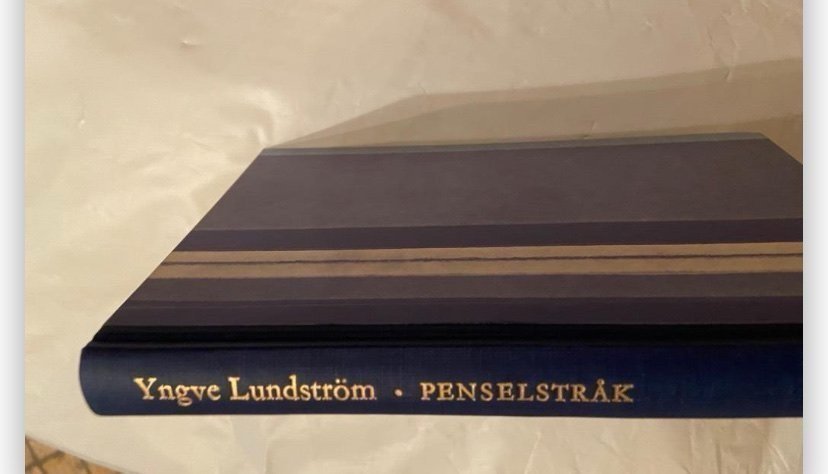 Yngve Lundström · PENSELSTRÅK